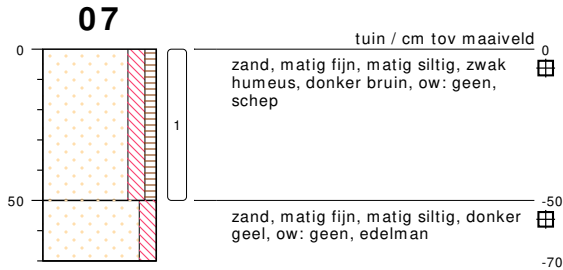 07
tuin / cm tov maaiveld
0
0
zand, matig fijn, matig siltig, zwak
humeus, donker bruin, ow: geen,
schep
1
50
-50
zand, matig fijn, matig siltig, donker
geel, ow: geen, edelman
-70